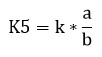 K5 = k * a/b